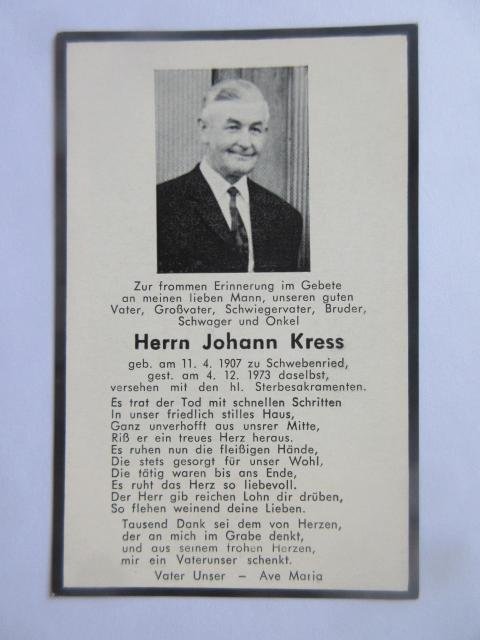 Zur frommen Erinnerung im Gebete
an meinen lieben Mann, unseren guten
Vater, Großvater, Schwiegervater, Bruder,
Schwager und Onkel
Herrn Johann Kress
geb. am 11. 4. 1907 zu Schwebenried,
gest. am 4. 12. 1973 daselbst,
versehen mit den hl. Sterbesakramenten.
Es trat der Tod mit schnellen Schritten
In unser friedlich stilles Haus,
Ganz unverhofft aus unsrer Mitte,
Riß er ein treues Herz heraus.
Es ruhen nun die fleißigen Hände,
Die stets gesorgt für unser Wohl,
Die tätig waren bis ans Ende,
Es ruht das Herz so liebevoll.
Der Herr gib reichen Lohn dir drüben,
So flehen weinend deine Lieben.
Tausend Dank sei dem von Herzen,
der an mich im Grabe denkt,
und aus seinem frohen Herzen,
mir ein Vaterunser schenkt.
Vater Unser – Ave Maria